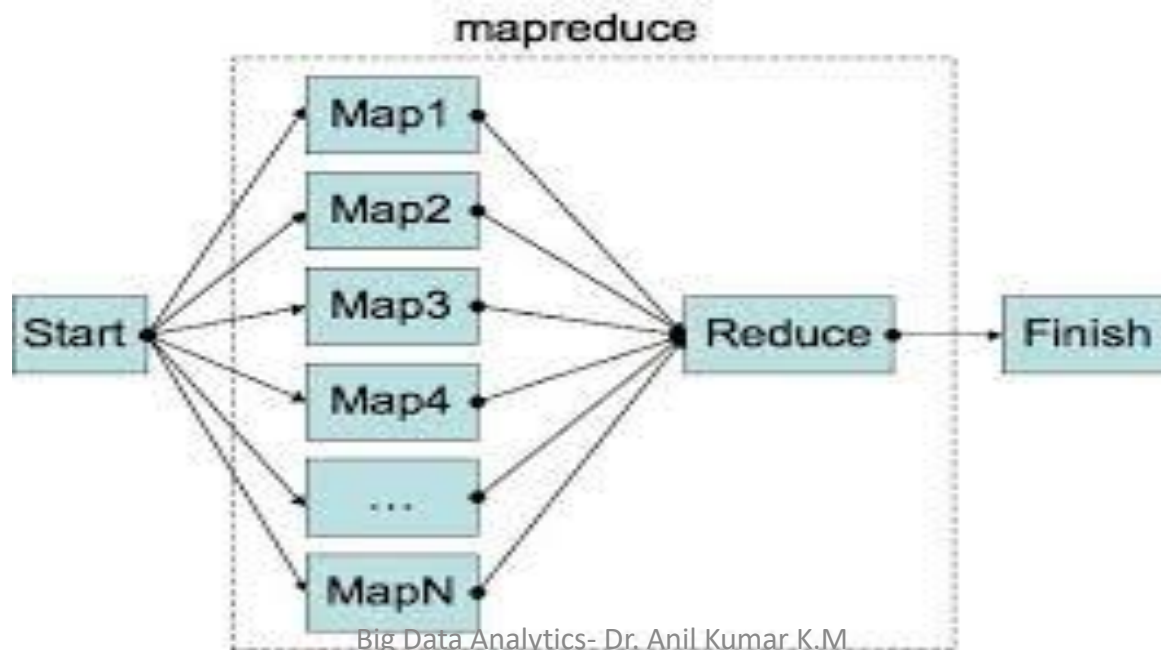 mapreduce
Map1
Map2
Map3
Map4
...
MapN
Start
Reduce
Finish
Big Data Analytics- Dr. Anil Kumar K.M